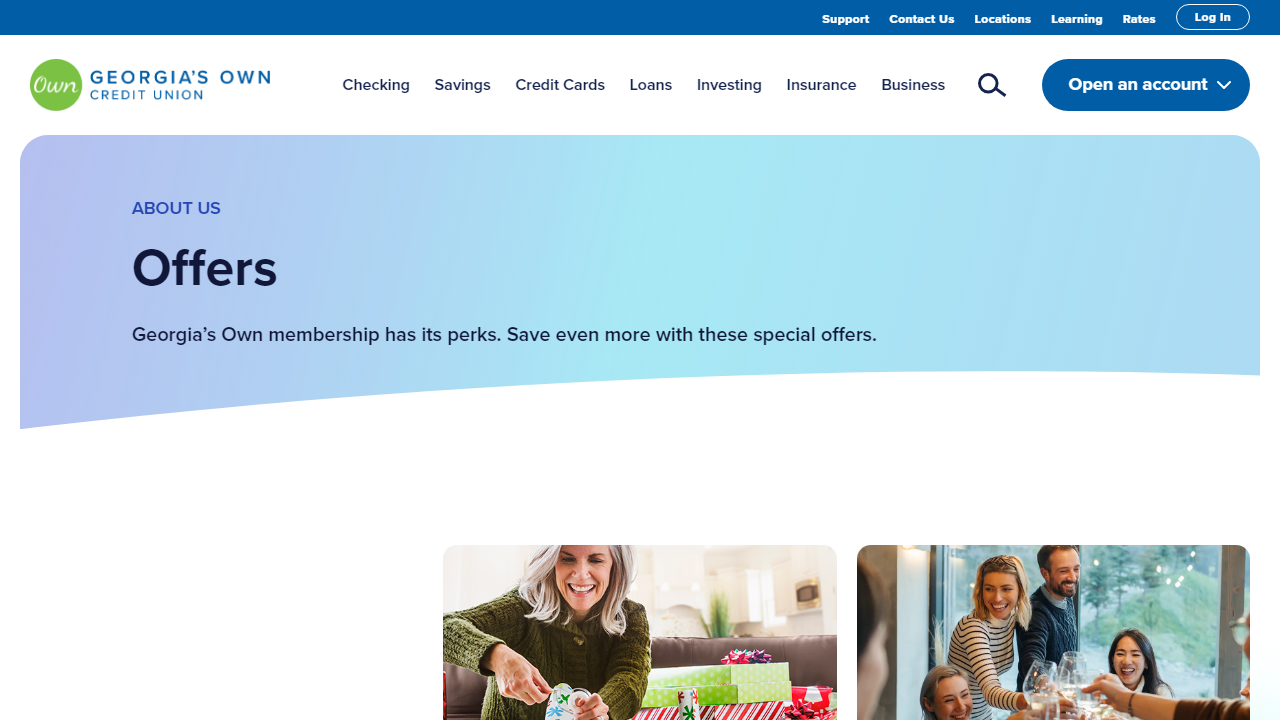 Support Contact Us Locations Learning Rates Log In
Own GEORGIA'S OWN
CREDIT UNION
Checking Savings Credit Cards Loans Investing Insurance Business Open an account
ABOUT US
Offers
Georgia’s Own membership has its perks. Save even more with these special offers.